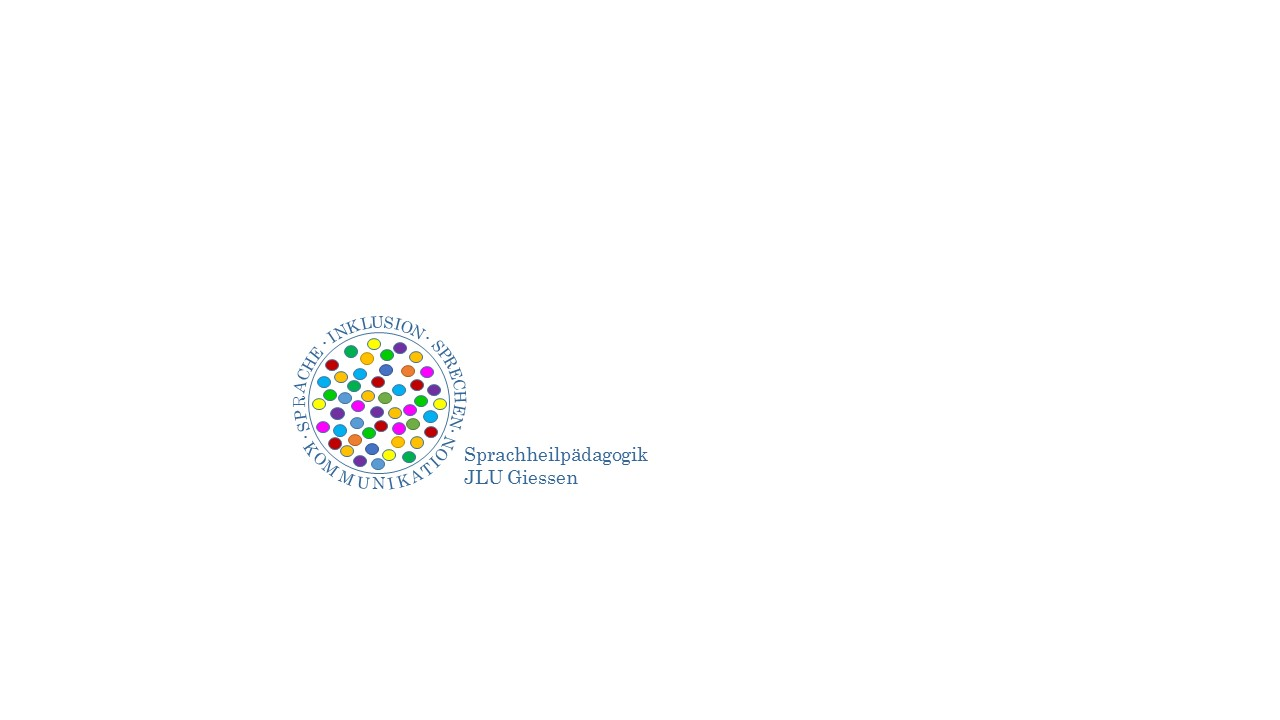 SPRACHE · INKLUSION · SPRECHEN · KOMMUNIKATION ·
Sprachheilpädagogik
JLU Giessen